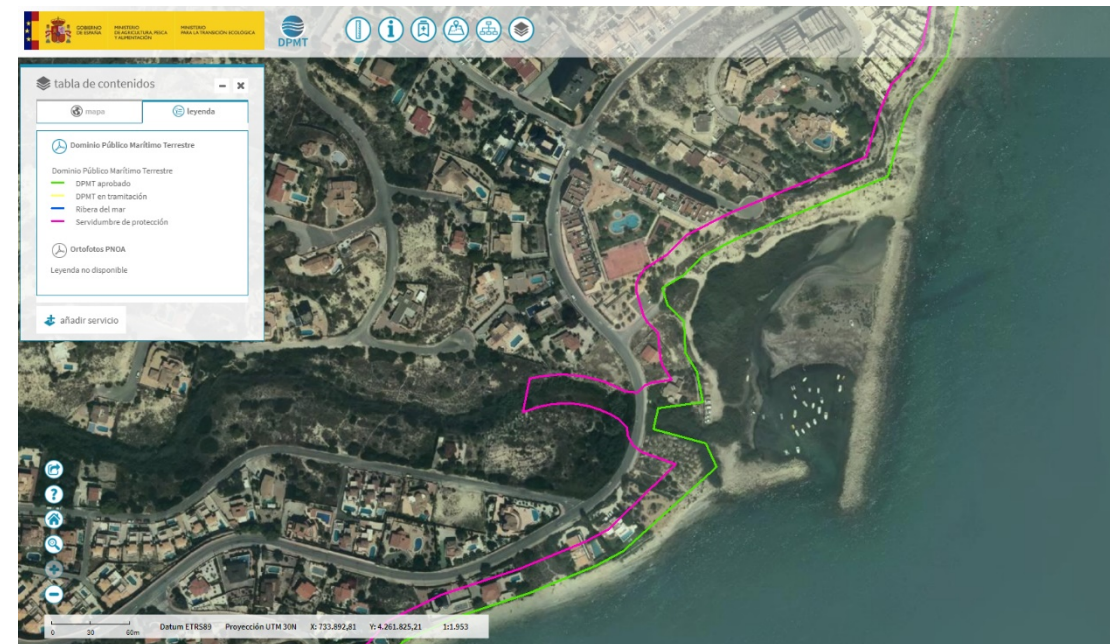 GOBIERNO DE ESPAÑA
MINISTERIO DE AGRICULTURA, PESCA Y ALIMENTACIÓN
MINISTERIO PARA LA TRANSICIÓN ECOLÓGICA
DPMT
tabla de contenidos
mapa
leyenda
Dominio Público Marítimo Terrestre
Dominio Público Marítimo Terrestre
DPMT aprobado
DPMT en tramitación
Ribera del mar
Servidumbre de protección
Ortofotos PNOA
Leyenda no disponible
añadir servicio
0 30 60m
Datum ETRS89 Proyección UTM 30N X: 733.892,81 Y: 4.261.825,21 1:1.953